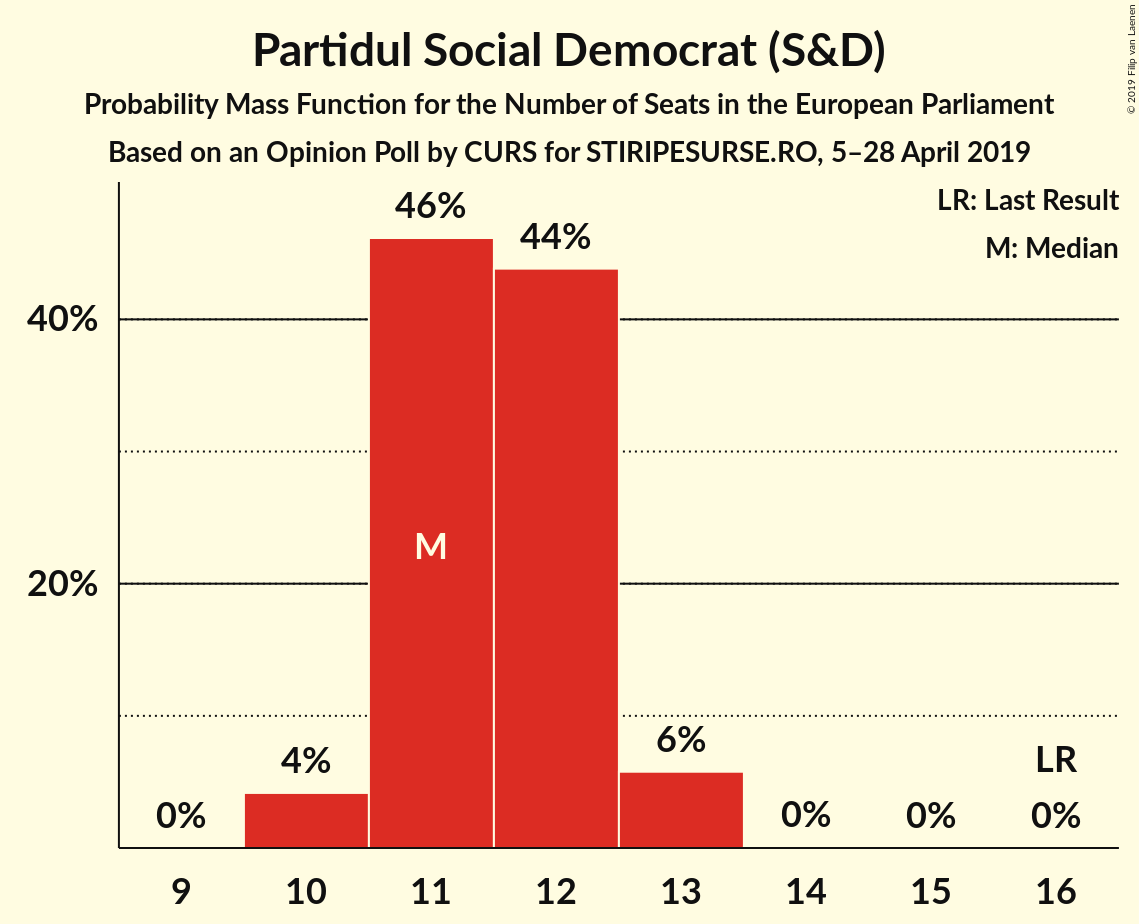 Partidul Social Democrat (S&D)
Probability Mass Function for the Number of Seats in the European Parliament
Based on an Opinion Poll by CURS for STIRIPESURSE.RO, 5–28 April 2019
© 2019 Filip van Laenen
LR: Last Result
M: Median
46%
44%
40%
M
20%
6%
4%
LR
0%
0%
0%
0%
9
10
11
12
13
14
15
16